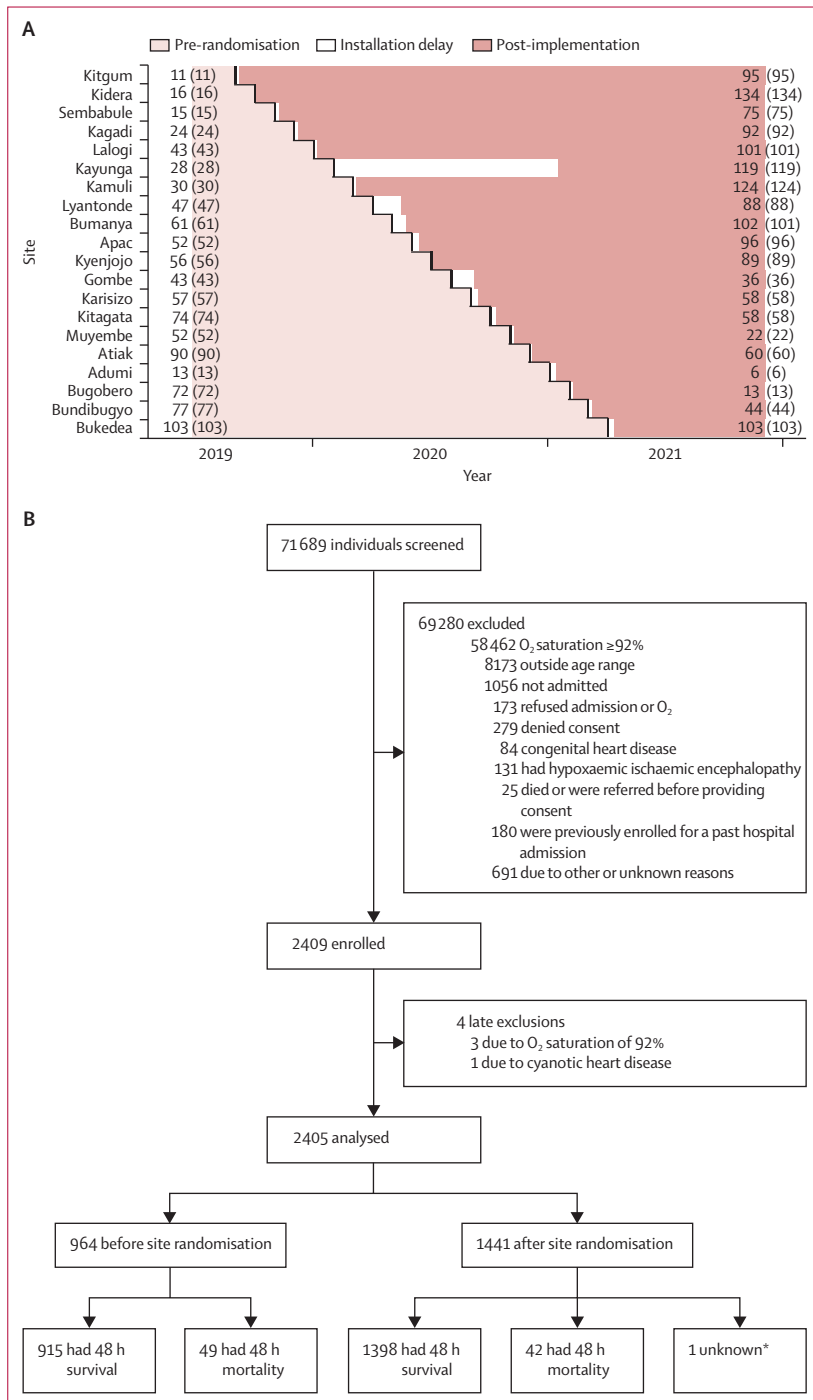 A
Pre-randomisation Installation delay Post-implementation
Kitgum 11 (11) 95 (95)
Kidera 16 (16) 134 (134)
Sembabule 15 (15) 75 (75)
Kagadi 24 (24) 92 (92)
Lalogi 43 (43) 101 (101)
Kayunga 28 (28) 119 (119)
Kamuli 30 (30) 124 (124)
Lyantonde 47 (47) 88 (88)
Bumanya 61 (61) 102 (101)
Apac 52 (52) 96 (96)
Kyenjojo 56 (56) 89 (89)
Gombe 43 (43) 36 (36)
Karisizo 57 (57) 58 (58)
Kitagata 74 (74) 58 (58)
Muyembe 52 (52) 22 (22)
Atiak 90 (90) 60 (60)
Adumi 13 (13) 6 (6)
Bugobero 72 (72) 13 (13)
Bundibugyo 77 (77) 44 (44)
Bukedea 103 (103) 103 (103)
Site
2019 2020 2021
Year
B
71 689 individuals screened
69 280 excluded
58 462 O₂ saturation ≥92%
8173 outside age range
1056 not admitted
173 refused admission or O₂
279 denied consent
84 congenital heart disease
131 had hypoxaemic ischaemic encephalopathy
25 died or were referred before providing
consent
180 were previously enrolled for a past hospital
admission
691 due to other or unknown reasons
2409 enrolled
4 late exclusions
3 due to O₂ saturation of 92%
1 due to cyanotic heart disease
2405 analysed
964 before site randomisation
1441 after site randomisation
915 had 48 h
survival
49 had 48 h
mortality
1398 had 48 h
survival
42 had 48 h
mortality
1 unknown*